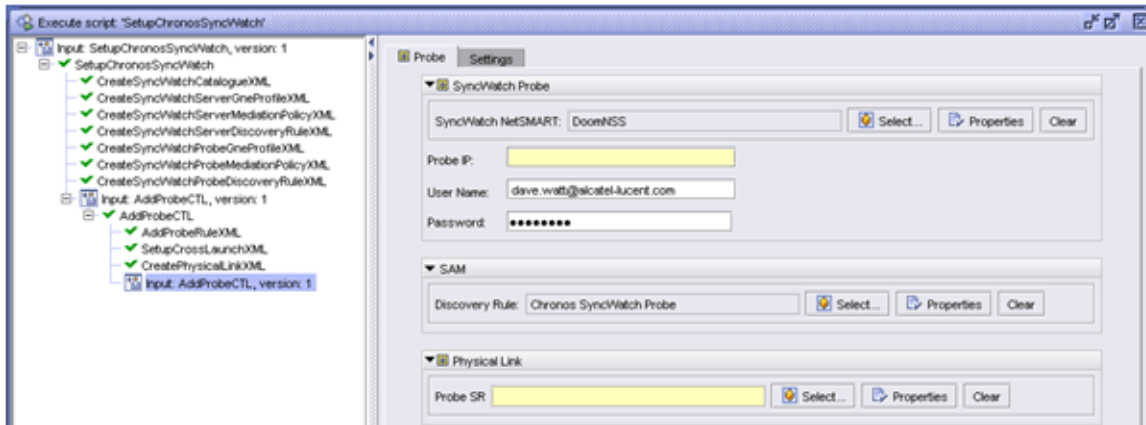 Execute script: 'SetupChronosSyncWatch'
Input: SetupChronosSyncWatch, version: 1
SetupChronosSyncWatch
CreateSyncWatchCatalogueXML
CreateSyncWatchServerGneProfileXML
CreateSyncWatchServerMediationPolicyXML
CreateSyncWatchServerDiscoveryRuleXML
CreateSyncWatchProbeGneProfileXML
CreateSyncWatchProbeMediationPolicyXML
CreateSyncWatchProbeDiscoveryRuleXML
Input: AddProbeCTL, version: 1
AddProbeCTL
AddProbeRuleXML
SetupCrossLaunchXML
CreatePhysicalLinkXML
Input: AddProbeCTL, version: 1
Probe Settings
SyncWatch Probe
SyncWatch NetSMART: DoomNSS Select... Properties Clear
Probe IP:
User Name: dave.watt@alcatel-lucent.com
Password: ●●●●●●●●
SAM
Discovery Rule: Chronos SyncWatch Probe Select... Properties Clear
Physical Link
Probe SR Select... Properties Clear